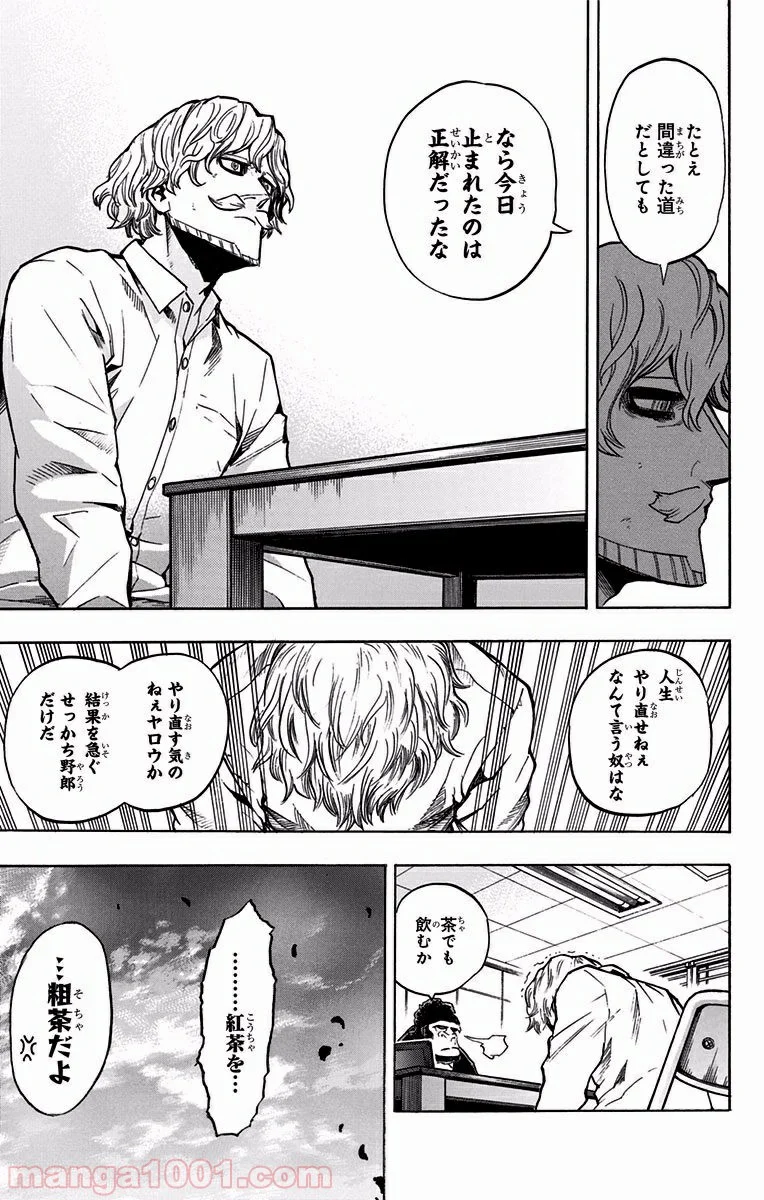 たとえ
間違った道
だとしても
なら今日
止まれたのは
正解だったな
人生
やり直せねぇ
なんて言う奴はな
やり直す気の
ねぇヤロウか
結果を急ぐ
せっかち野郎
だけだ
茶でも
飲むか
………紅茶を…
…粗茶だよ
manga1001.com